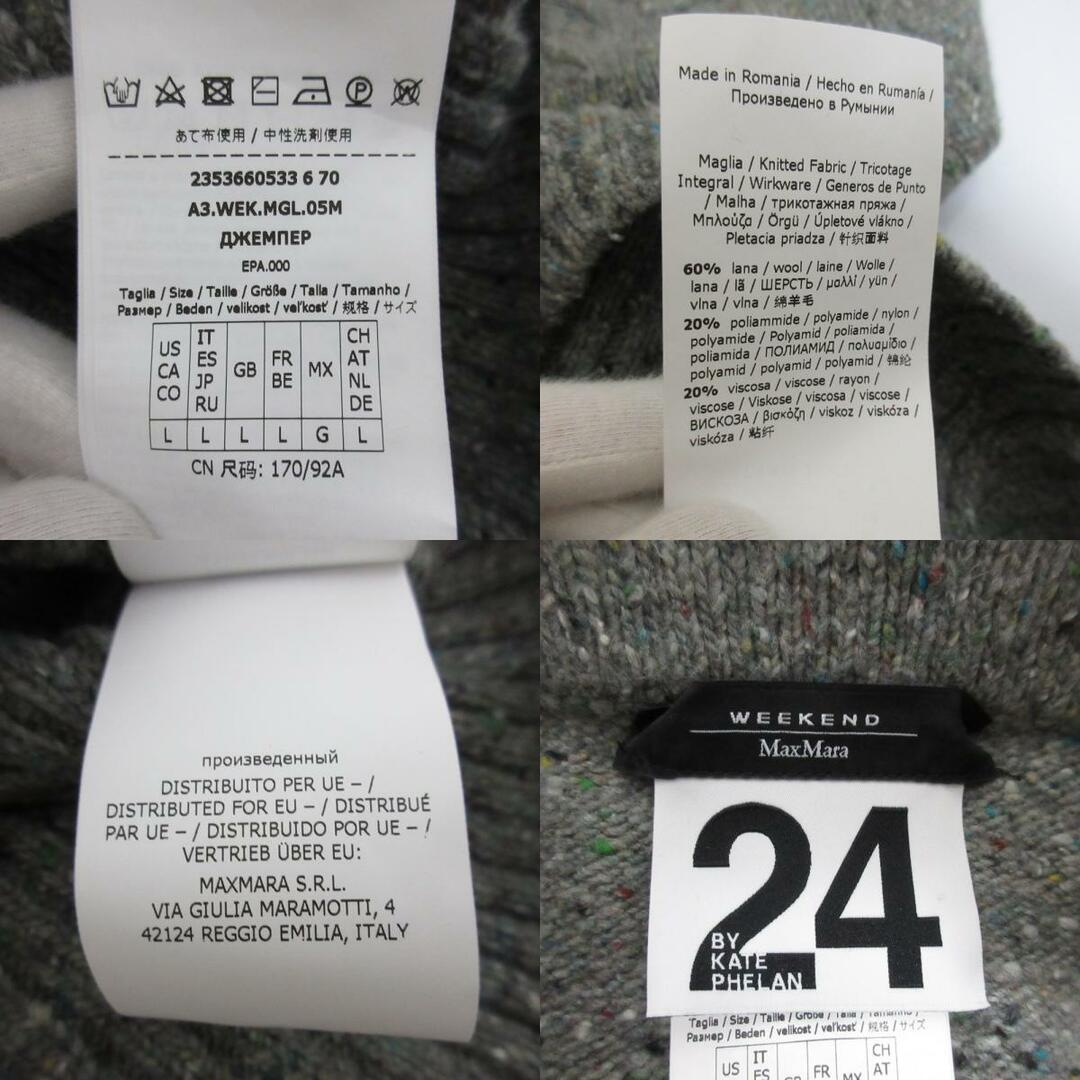 あて布使用 / 中性洗剤使用
2353660533 6 70
A3.WEK.MGL.05M
ДЖЕМПЕР
EPA.000
Taglia / Size / Taille / Größe / Talla / Tamanho /
Размер / Beden / velikost / veľkosť / 规格 / サイズ
US CA CO
IT ES JP RU
GB
FR BE
MX
CH AT NL DE
L L L L G L
CN 尺码: 170/92A
Made in Romania / Hecho en Rumanía /
Произведено в Румынии
Maglia / Knitted Fabric / Tricotage
Integral / Wirkware / Generos de Punto
/ Malha / трикотажная пряжа /
Μπλούζα / Örgü / Úpletové vlákno /
Pletacia priadza / 针织面料
60% lana / wool / laine / Wolle /
lana / lã / ШЕРСТЬ / μαλλί / yün /
vlna / vlna / 绵羊毛
20% poliammide / polyamide / nylon /
polyamide / Polyamid / poliamida /
poliamida / ПОЛИАМИД / πολυαμίδιο /
polyamid / polyamid / polyamid / 锦纶
20% viscosa / viscose / rayon /
viscose / Viskose / viscosa / viscose /
ВИСКОЗА / βισκόζη / viskoz / viskóza /
viskóza / 粘纤
произведенный
DISTRIBUITO PER UE – /
DISTRIBUTED FOR EU – / DISTRIBUÉ
PAR UE – / DISTRIBUIDO POR UE – /
VERTRIEB ÜBER EU:
MAXMARA S.R.L.
VIA GIULIA MARAMOTTI, 4
42124 REGGIO EMILIA, ITALY
WEEKEND
MaxMara
24
BY
KATE
PHELAN
Taglia / Size / Taille / Größe / Talla / Tamanho /
Размер / Beden / velikost / veľkosť / 规格 / サイズ
US
IT ES
FR
MX
CH AT